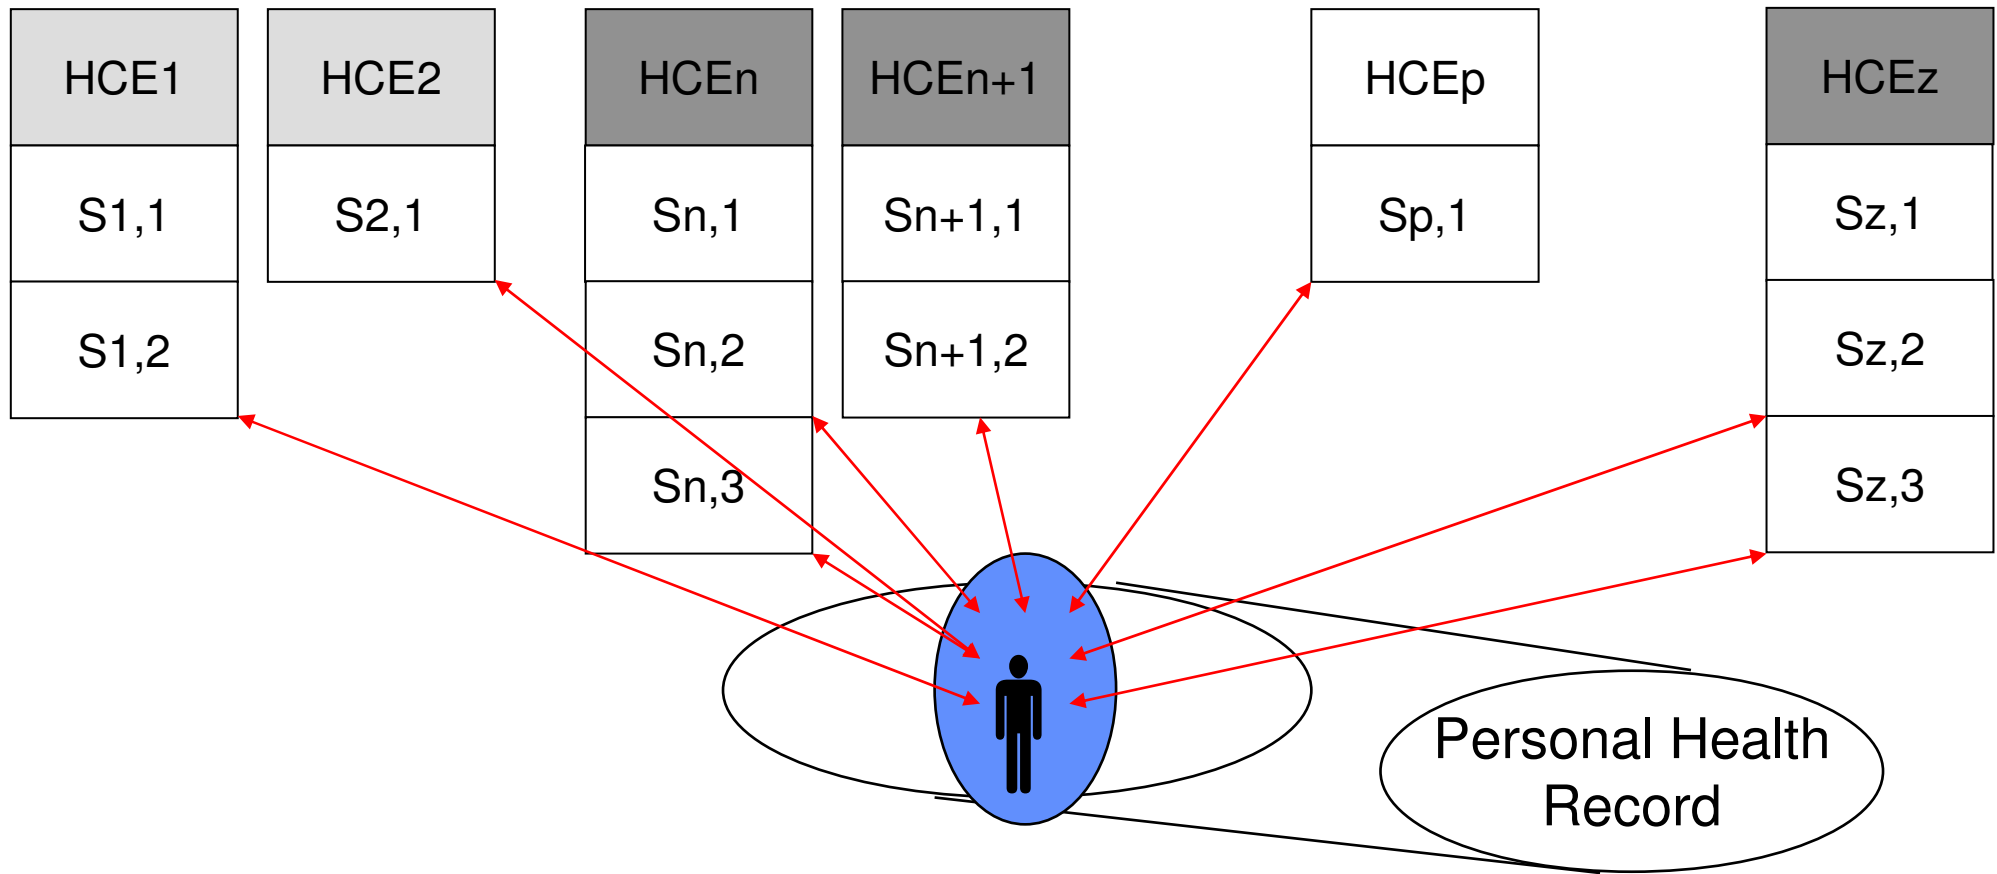 HCE1
HCE2
HCEn
HCEn+1
HCEp
HCEz
S1,1
S2,1
Sn,1
Sn+1,1
Sp,1
Sz,1
S1,2
Sn,2
Sn+1,2
Sz,2
Sn,3
Sz,3
Personal Health
Record